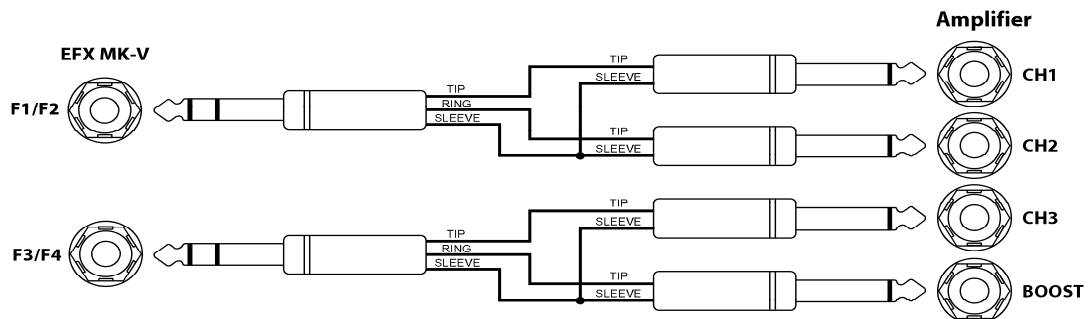 Amplifier
EFX MK-V
F1/F2
TIP
RING
SLEEVE
TIP
SLEEVE
CH1
TIP
SLEEVE
CH2
F3/F4
TIP
RING
SLEEVE
TIP
SLEEVE
CH3
TIP
SLEEVE
BOOST